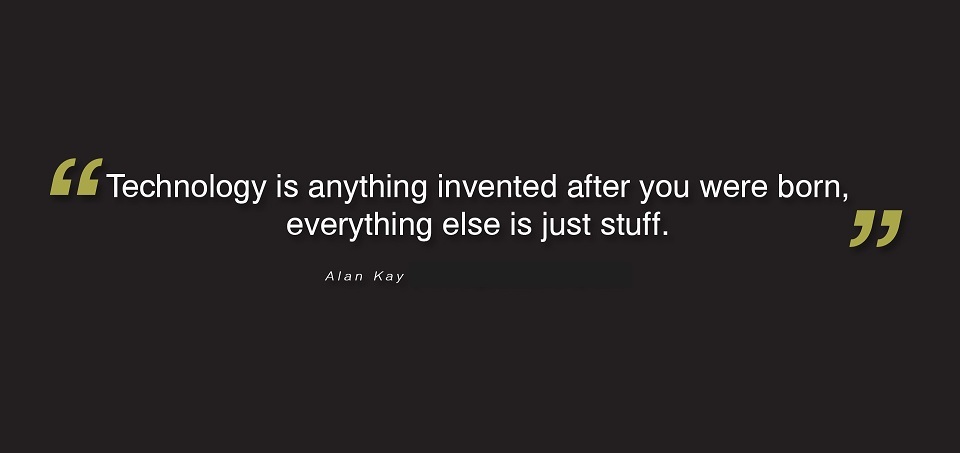 “Technology is anything invented after you were born,
everything else is just stuff.”
Alan Kay